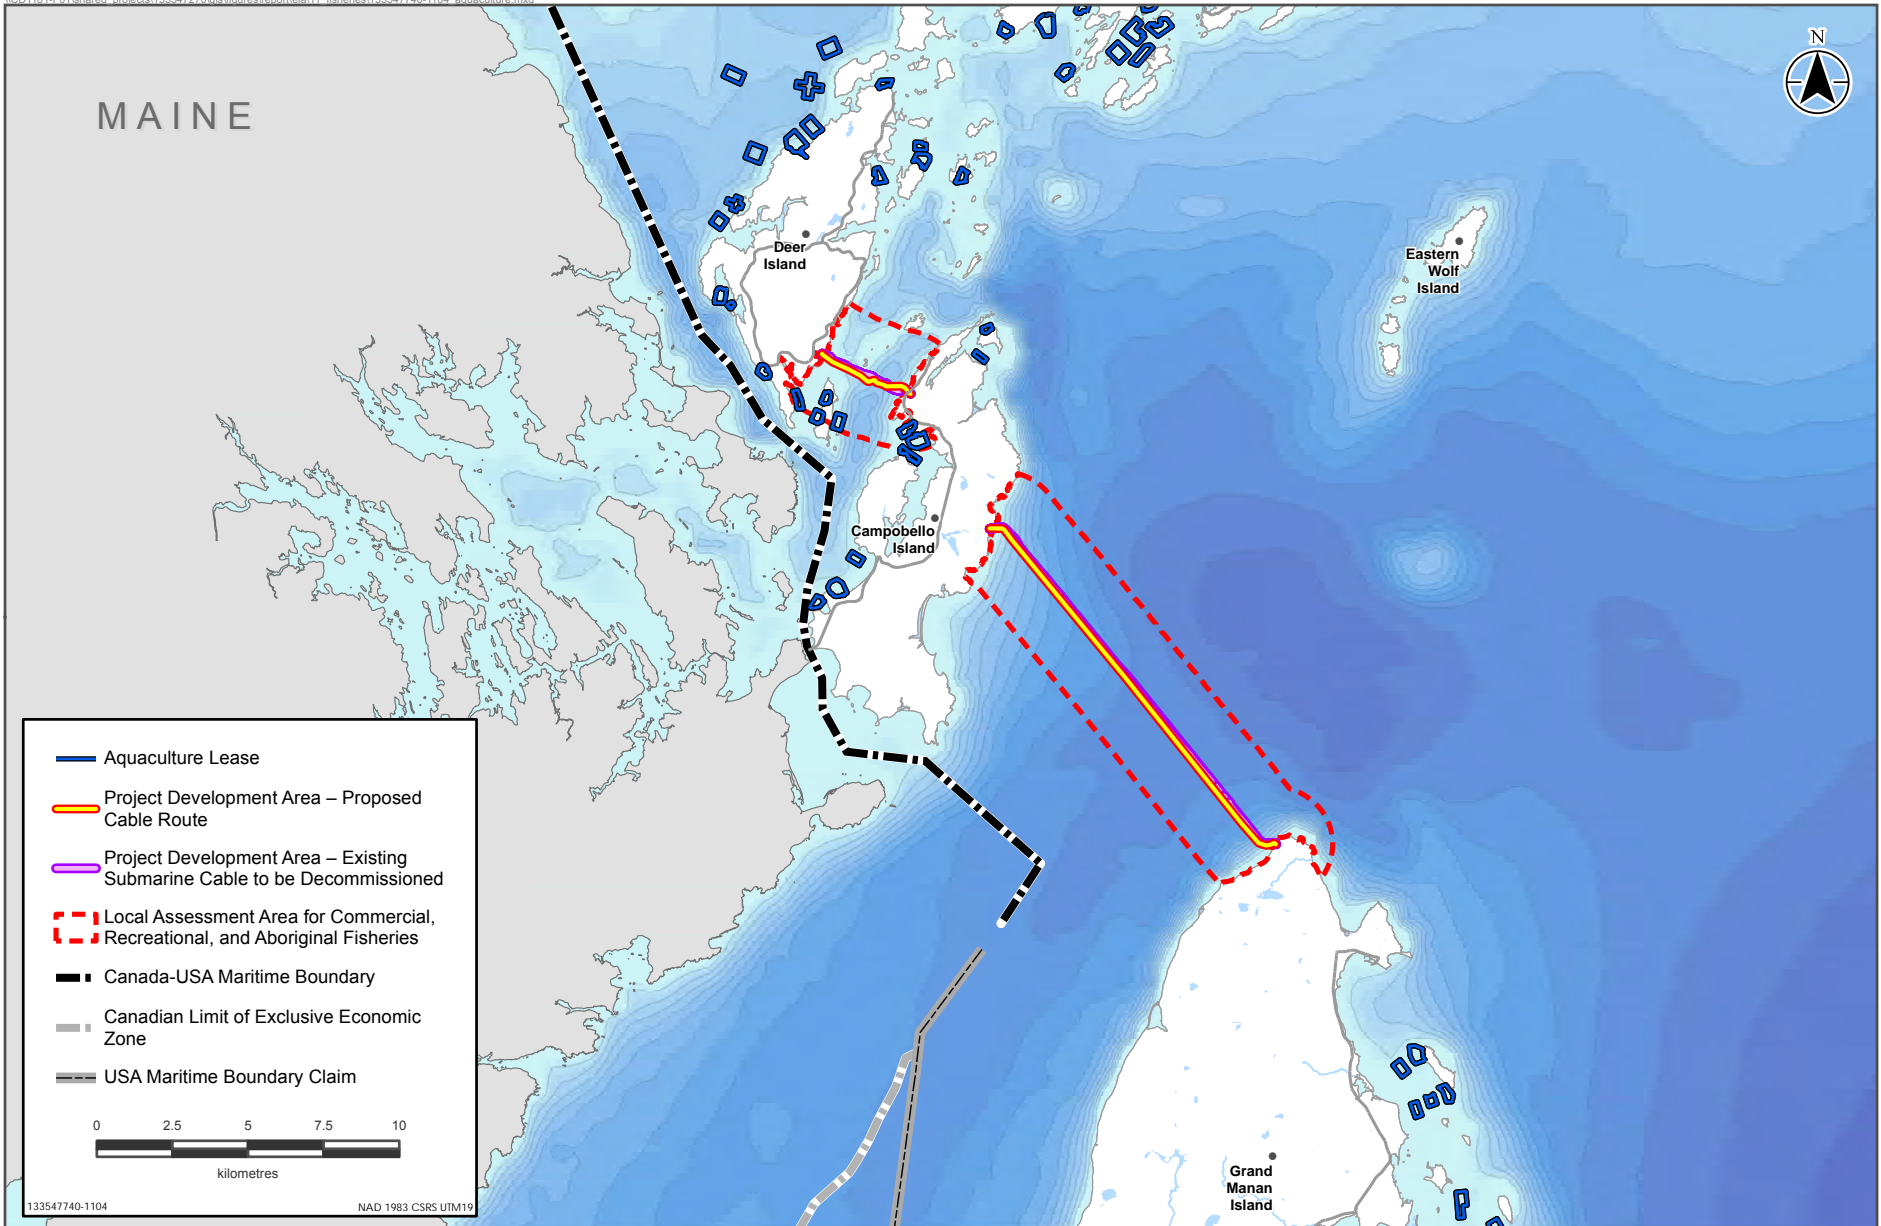 MAINE
N
Deer
Island
Eastern
Wolf
Island
Campobello
Island
Aquaculture Lease
Project Development Area – Proposed
Cable Route
Project Development Area – Existing
Submarine Cable to be Decommissioned
Local Assessment Area for Commercial,
Recreational, and Aboriginal Fisheries
Canada-USA Maritime Boundary
Canadian Limit of Exclusive Economic
Zone
USA Maritime Boundary Claim
0 2.5 5 7.5 10
kilometres
133547740-1104
NAD 1983 CSRS UTM19
Grand
Manan
Island